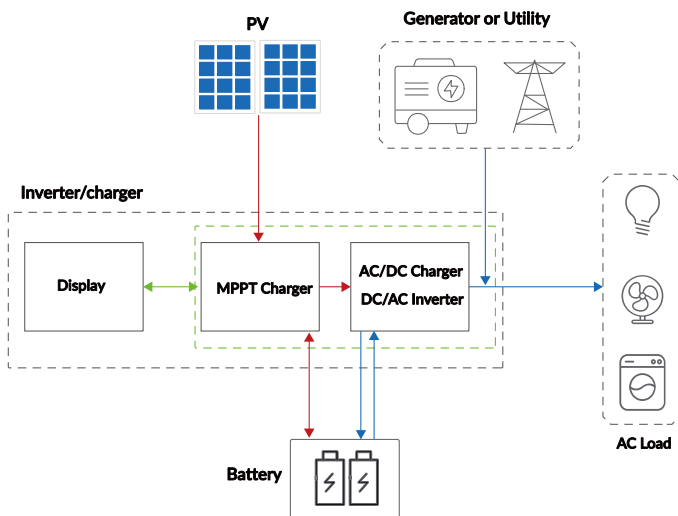 PV
Generator or Utility
Inverter/charger
Display
MPPT Charger
AC/DC Charger
DC/AC Inverter
Battery
AC Load